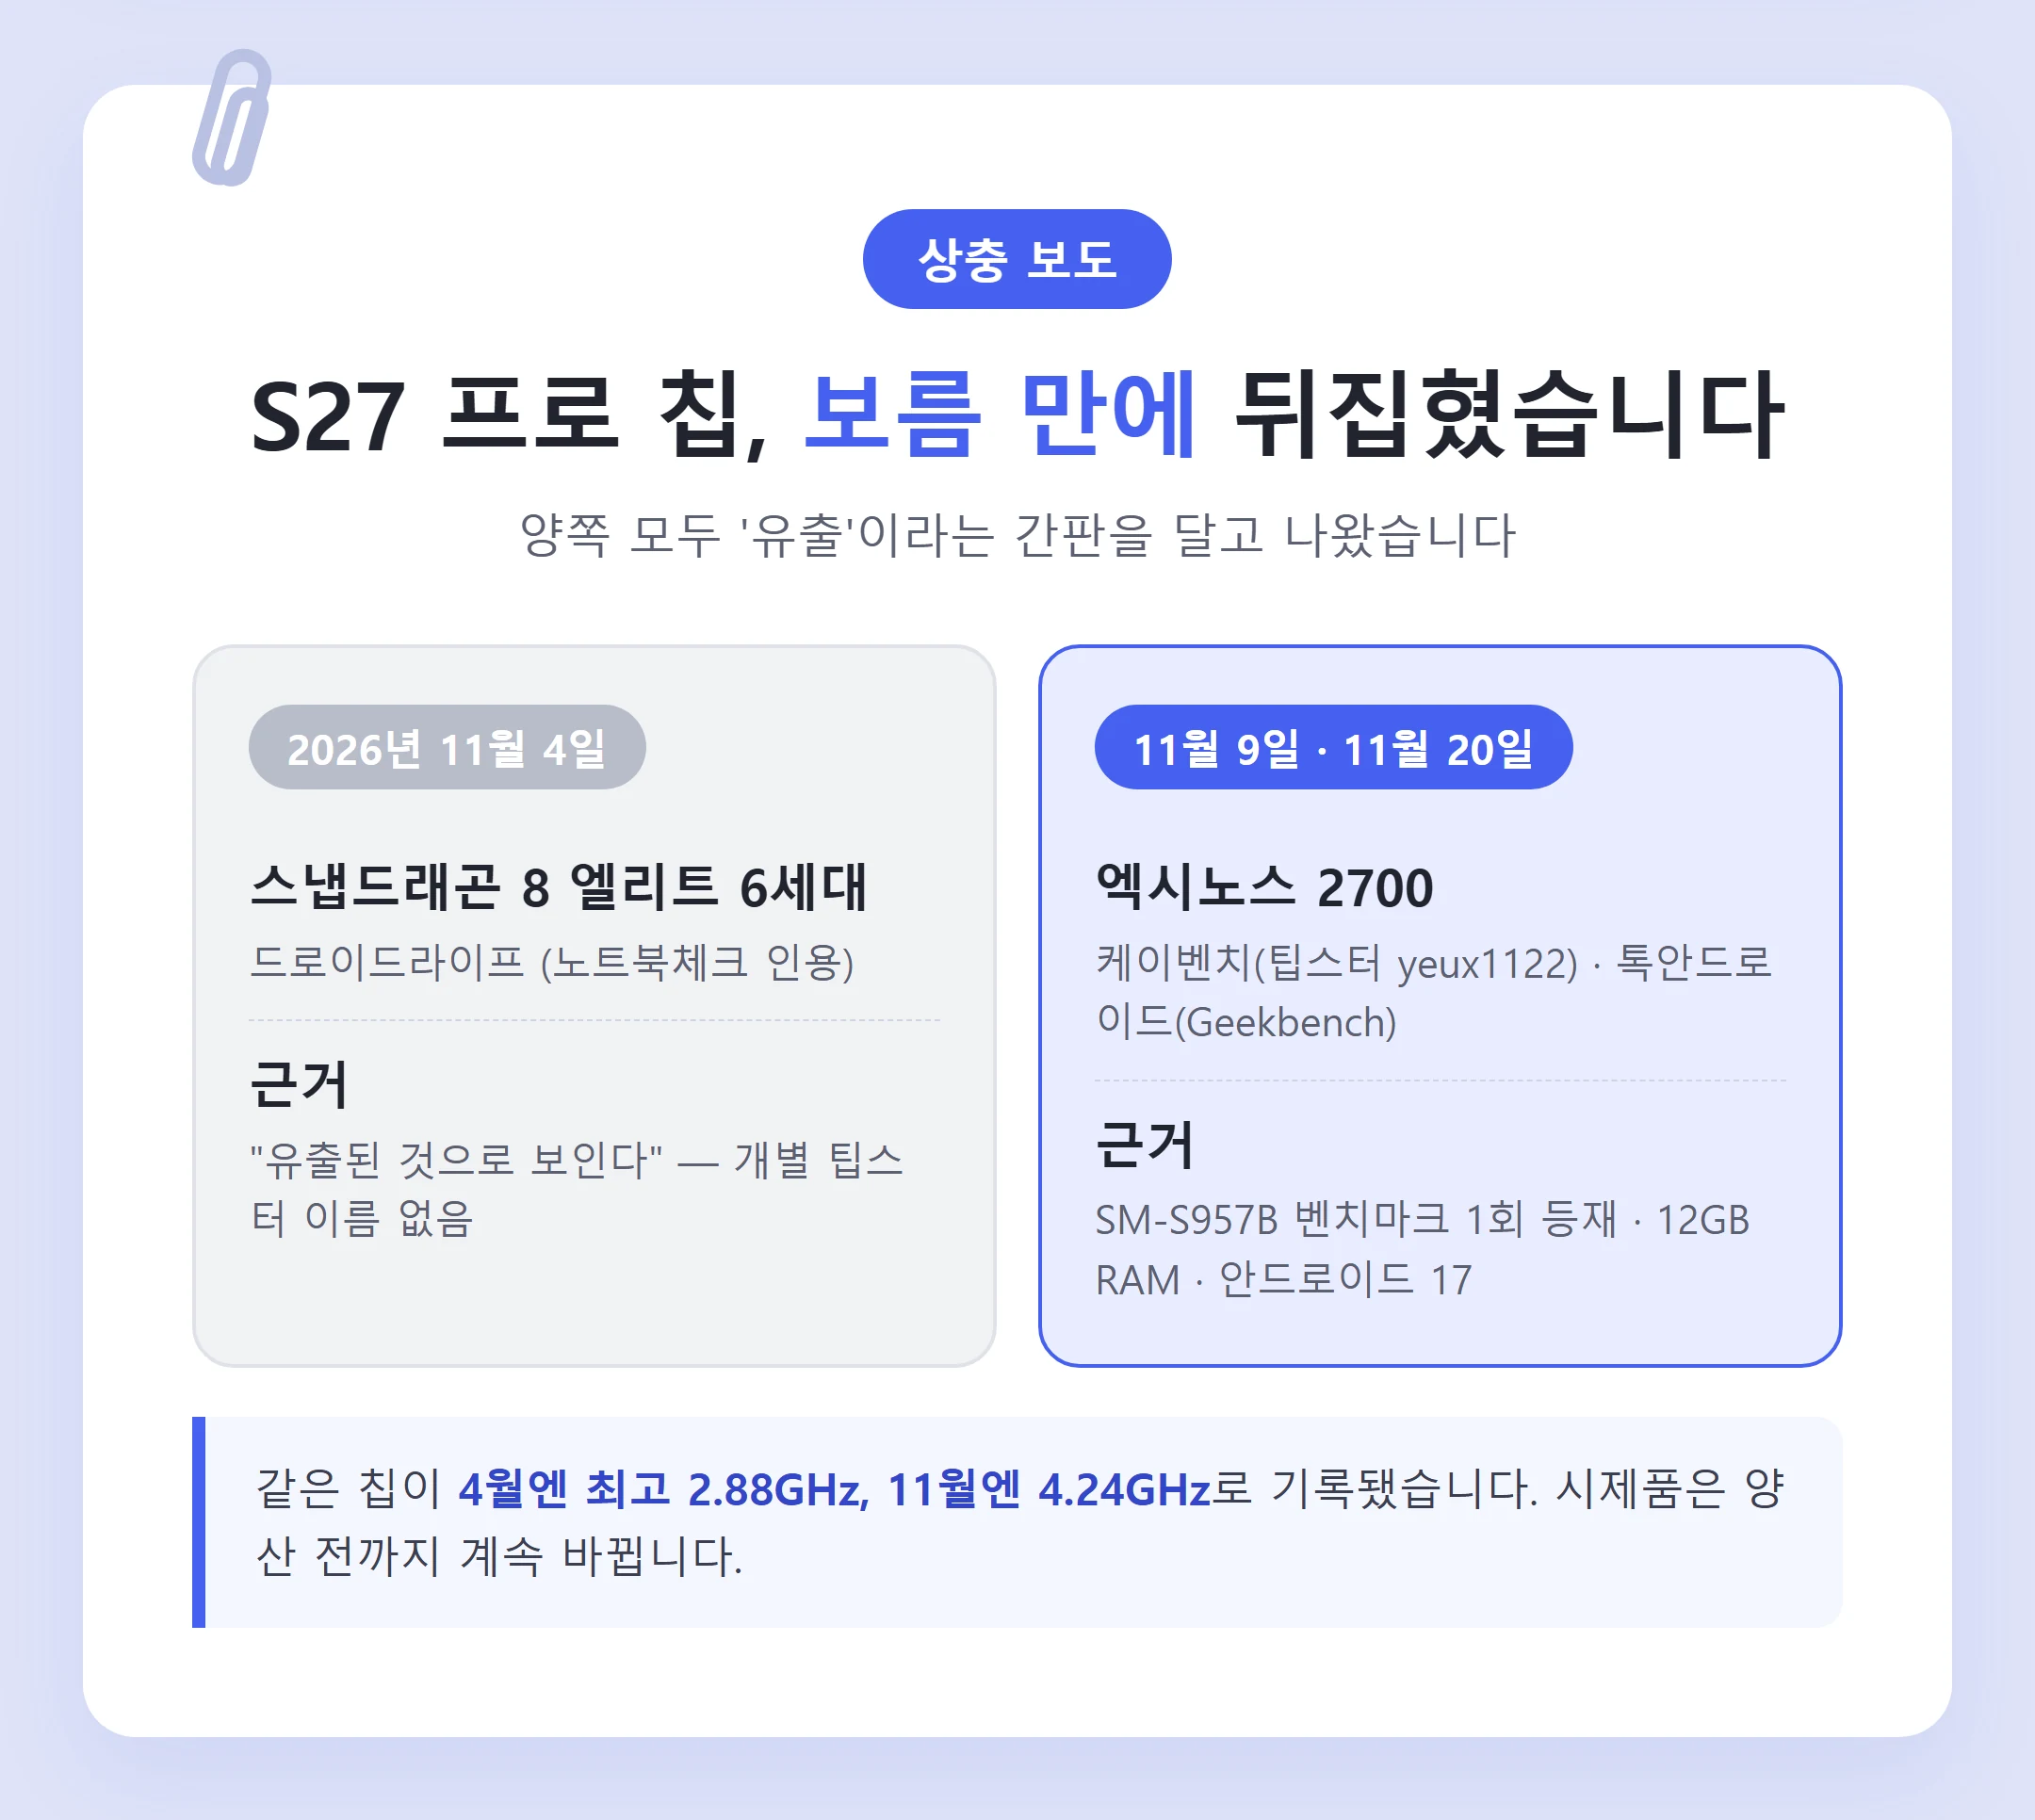 상충 보도
S27 프로 칩, 보름 만에 뒤집혔습니다
양쪽 모두 '유출'이라는 간판을 달고 나왔습니다
2026년 11월 4일
스냅드래곤 8 엘리트 6세대
드로이드라이프 (노트북체크 인용)
근거
"유출된 것으로 보인다" — 개별 팁스
터 이름 없음
11월 9일 · 11월 20일
엑시노스 2700
케이벤치(팁스터 yeux1122) · 톡안드로
이드(Geekbench)
근거
SM-S957B 벤치마크 1회 등재 · 12GB
RAM · 안드로이드 17
같은 칩이 4월엔 최고 2.88GHz, 11월엔 4.24GHz로 기록됐습니다. 시제품은 양
산 전까지 계속 바뀝니다.